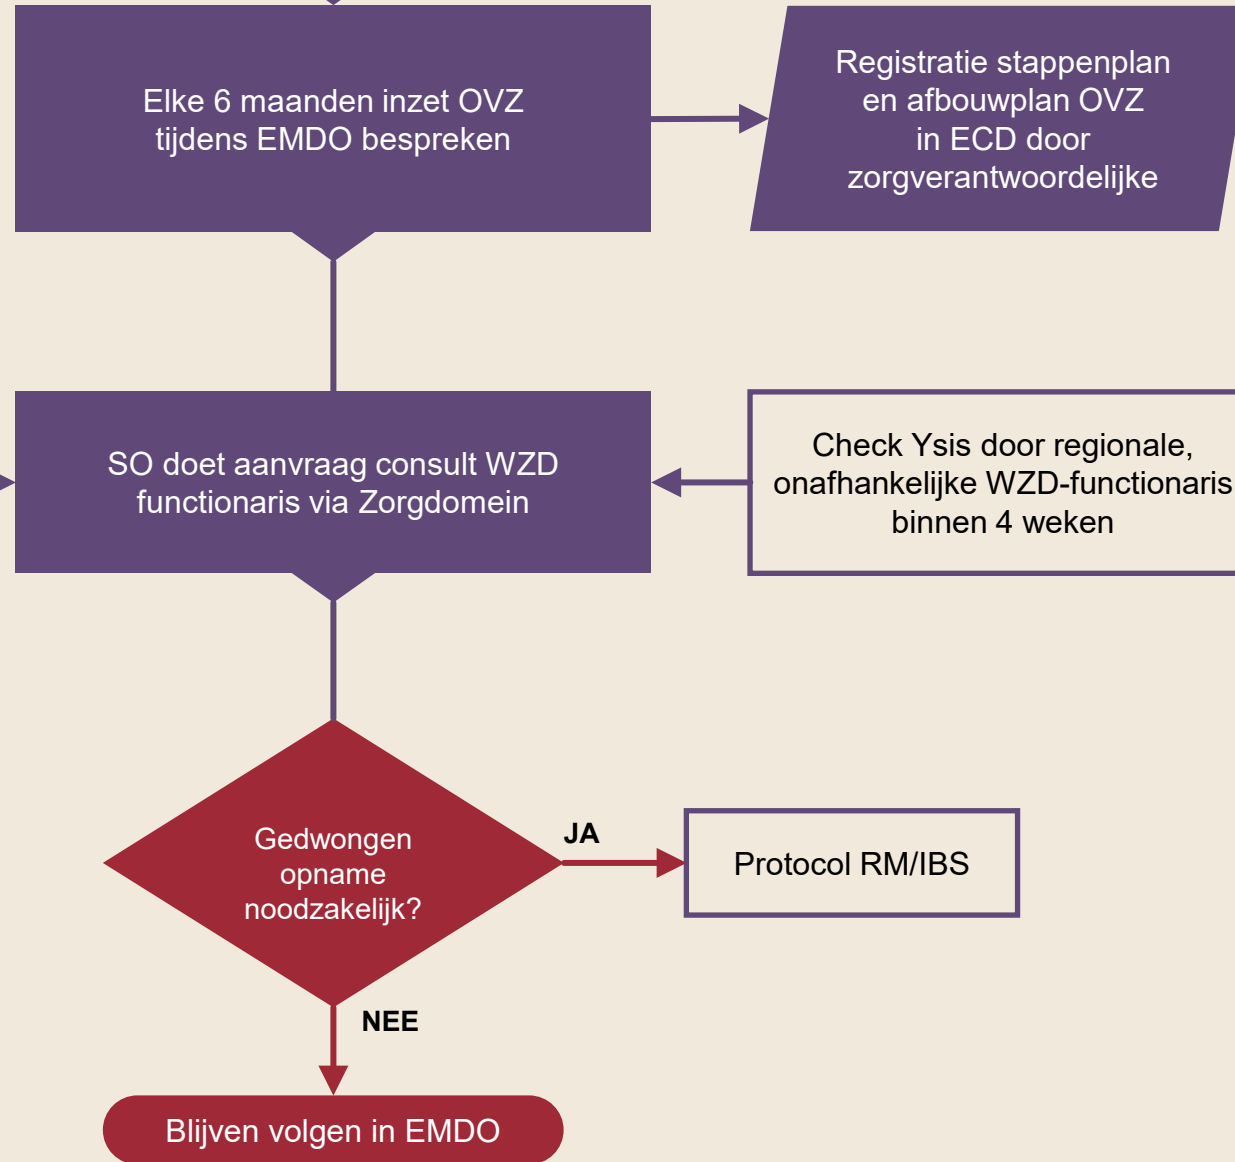 Elke 6 maanden inzet OVZ
tijdens EMDO bespreken
Registratie stappenplan
en afbouwplan OVZ
in ECD door
zorgverantwoordelijke
SO doet aanvraag consult WZD
functionaris via Zorgdomein
Check Ysis door regionale,
onafhankelijke WZD-functionaris
binnen 4 weken
Gedwongen
opname
noodzakelijk?
JA
Protocol RM/IBS
NEE
Blijven volgen in EMDO